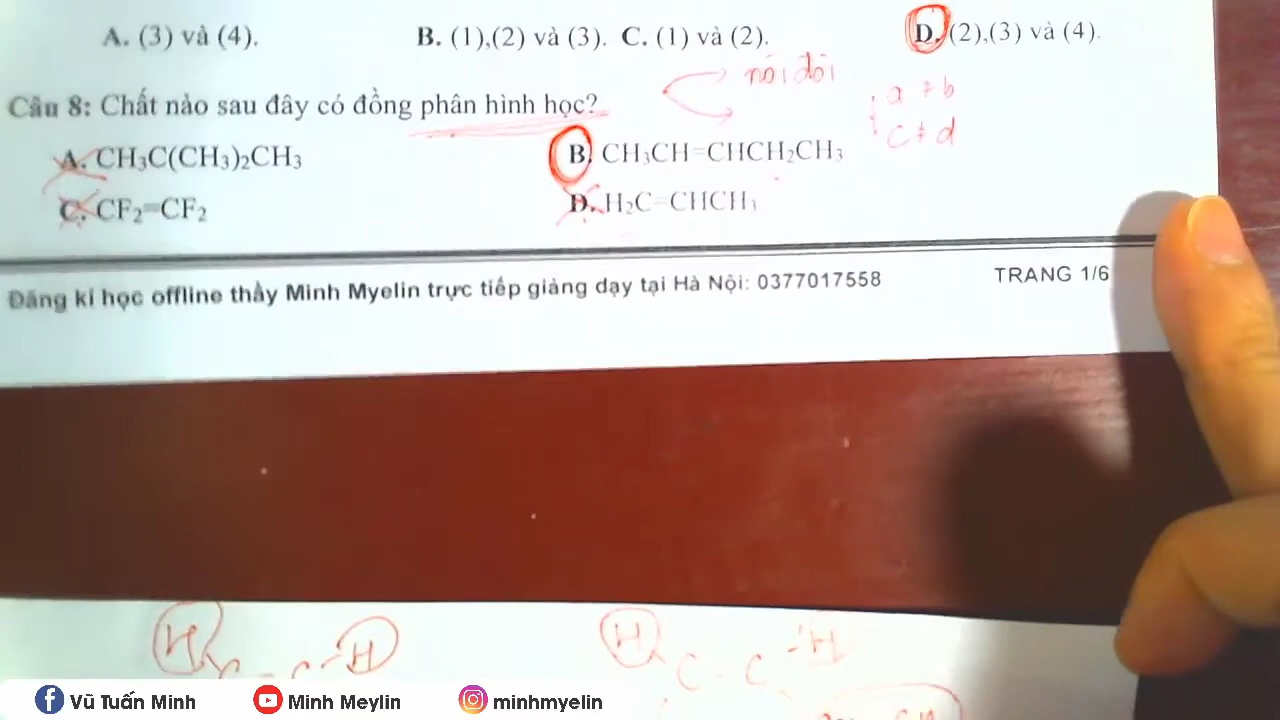 A. (3) và (4). B. (1),(2) và (3). C. (1) và (2). D. (2),(3) và (4).
nối đôi
a ≠ b
Câu 8: Chất nào sau đây có đồng phân hình học?
c ≠ d
A. CH₃C(CH₃)₂CH₃ B. CH₃CH=CHCH₂CH₃
C. CF₂=CF₂ D. H₂C=CHCH₃
Đăng kí học offline thầy Minh Myelin trực tiếp giảng dạy tại Hà Nội: 0377017558 TRANG 1/6
H H H H
C C
Vũ Tuấn Minh Minh Meylin minhmyelin